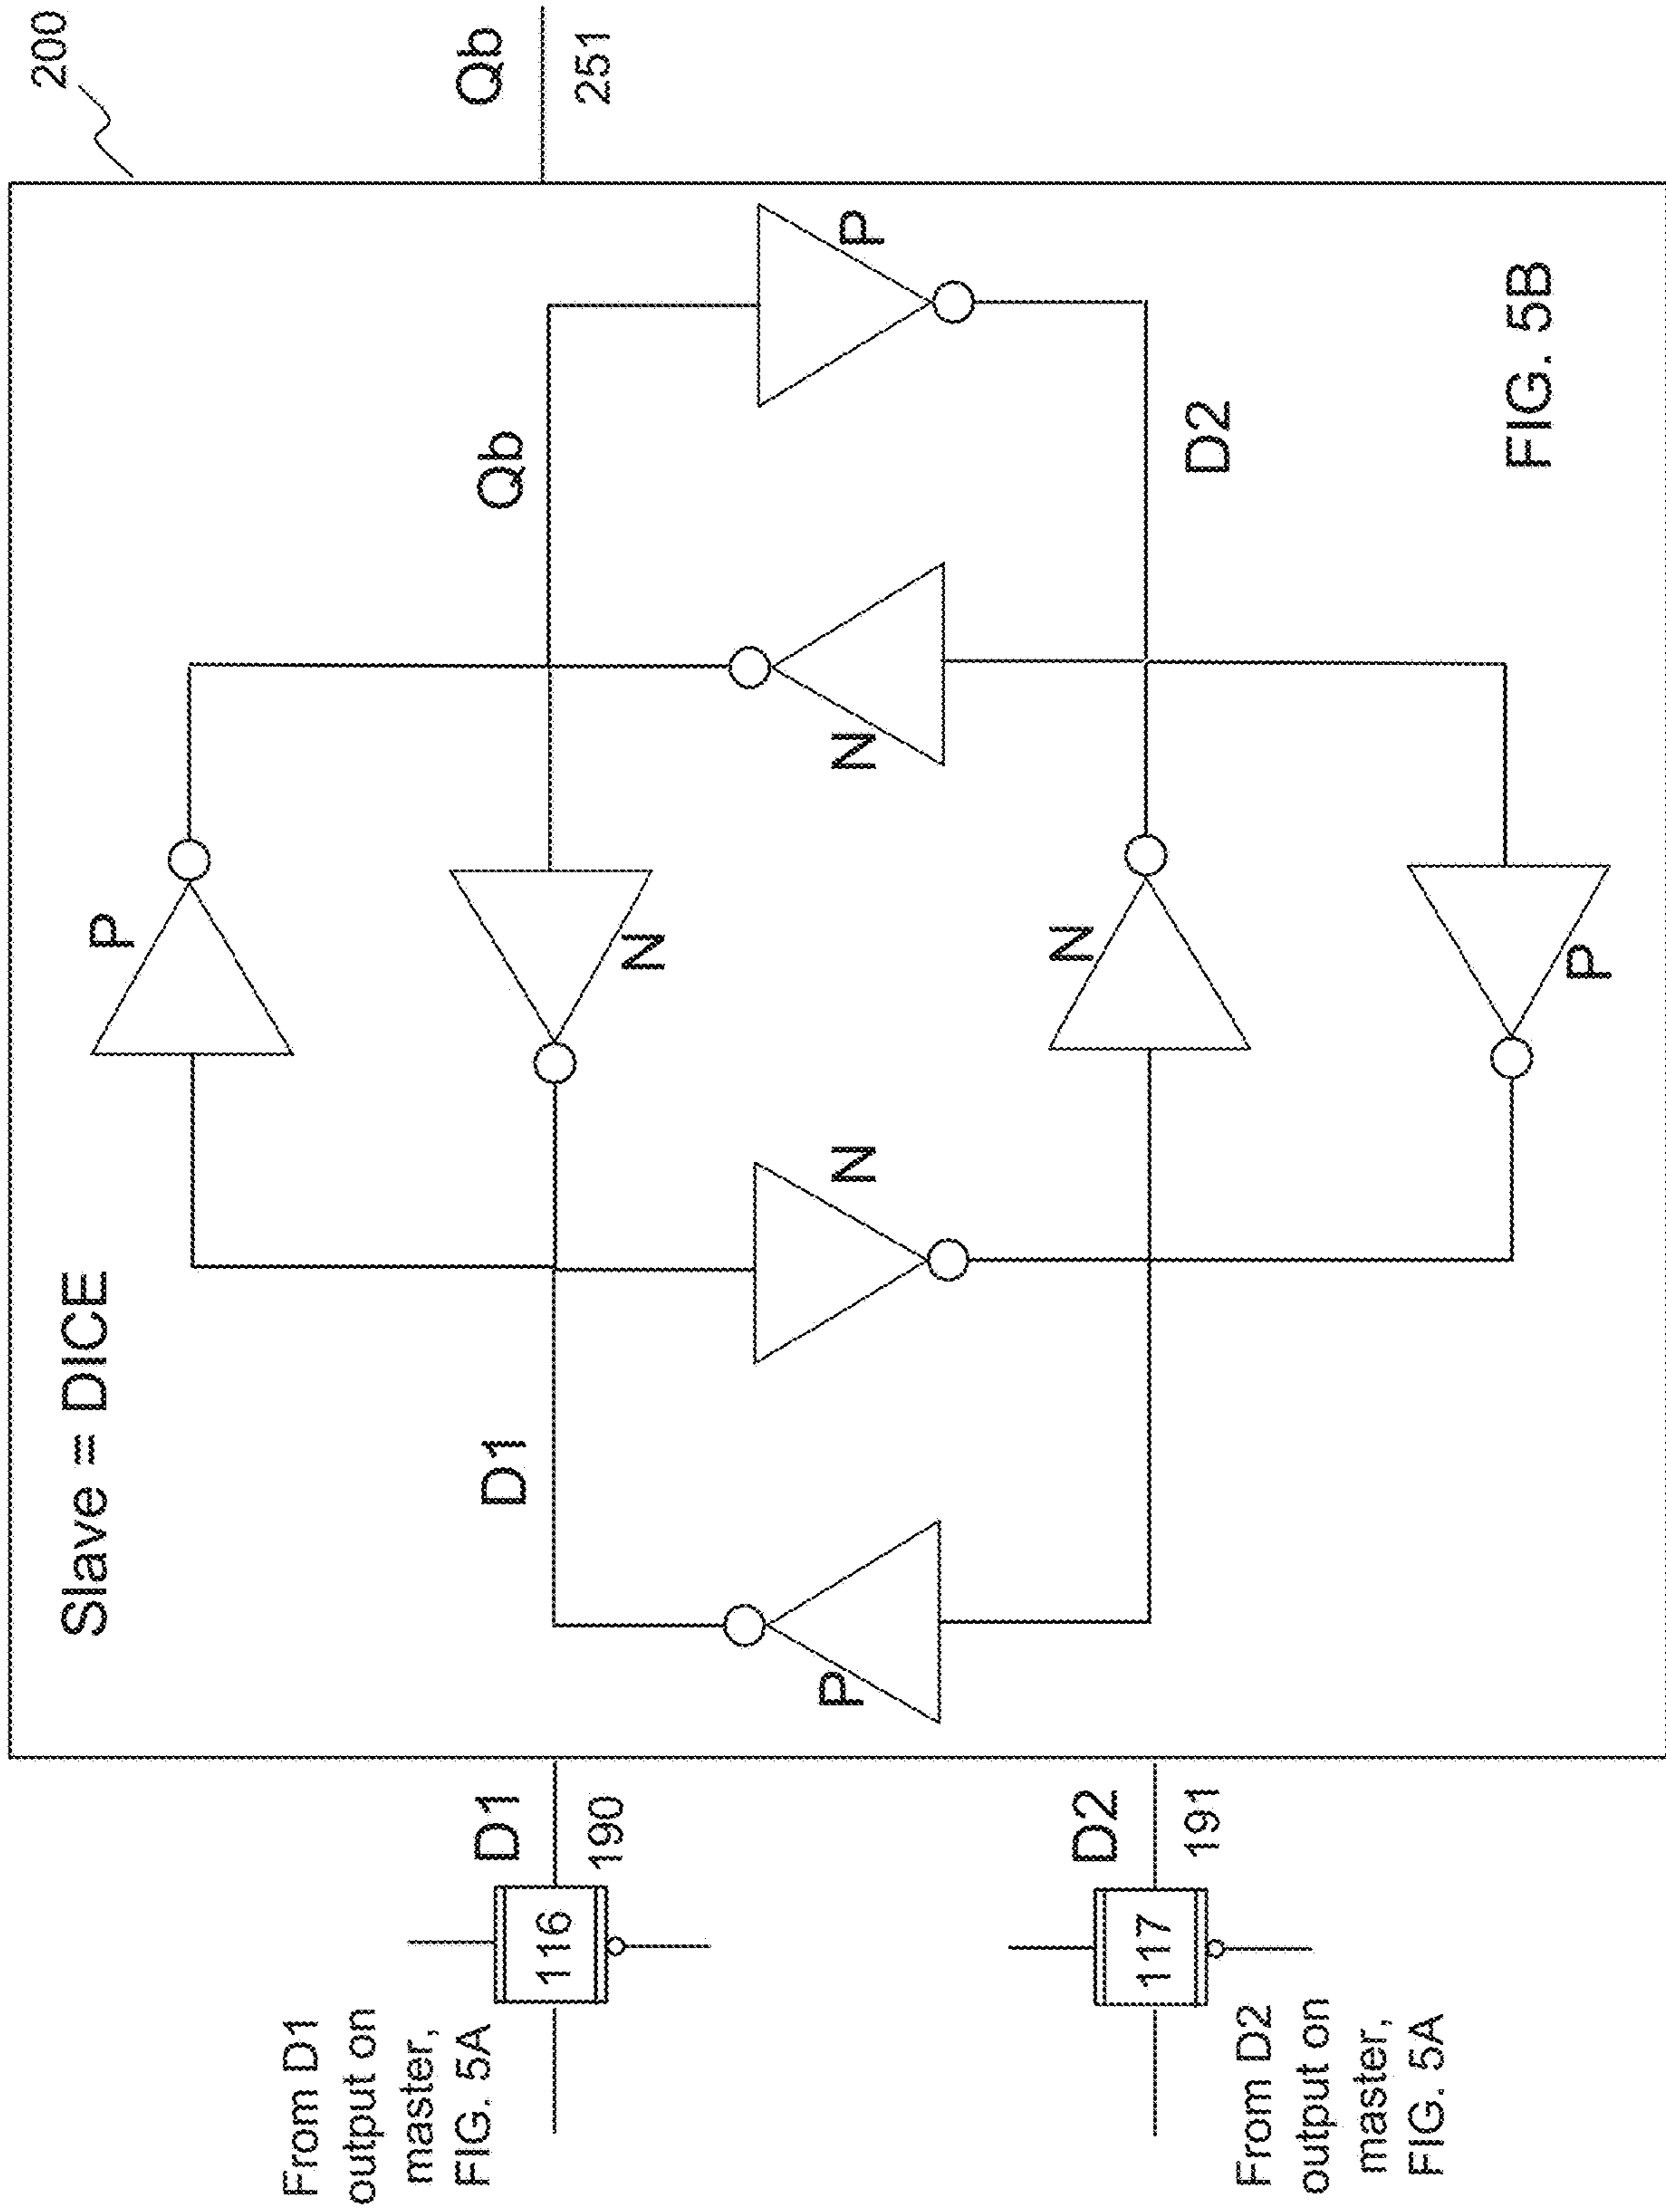 200
Slave = DICE
P
Qb
251
From D1
output on
master,
FIG. 5A
116
D1
190
D1
N
Qb
P
N
N
P
N
From D2
output on
master,
FIG. 5A
117
D2
191
D2
P
FIG. 5B